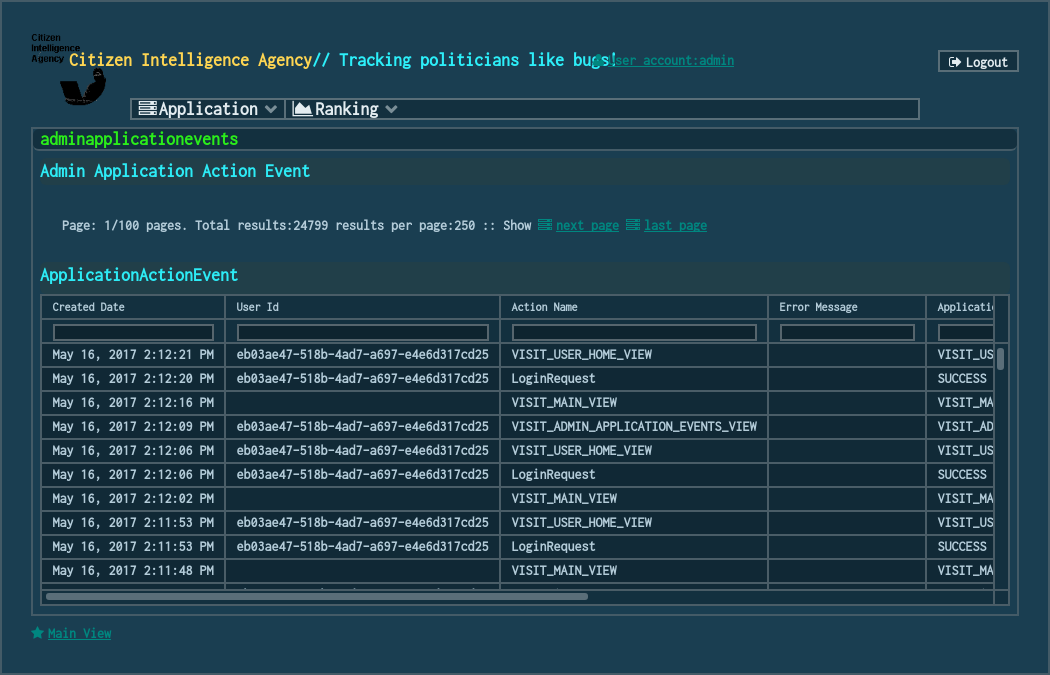 Citizen
Intelligence
Agency
Citizen Intelligence Agency// Tracking politicians like bugs!
User account:admin
Logout
Application Ranking
adminapplicationevents
Admin Application Action Event
Page: 1/100 pages. Total results:24799 results per page:250 :: Show next page last page
ApplicationActionEvent
Created Date User Id Action Name Error Message Applicatio
May 16, 2017 2:12:21 PM eb03ae47-518b-4ad7-a697-e4e6d317cd25 VISIT_USER_HOME_VIEW VISIT_US
May 16, 2017 2:12:20 PM eb03ae47-518b-4ad7-a697-e4e6d317cd25 LoginRequest SUCCESS
May 16, 2017 2:12:16 PM VISIT_MAIN_VIEW VISIT_MA
May 16, 2017 2:12:09 PM eb03ae47-518b-4ad7-a697-e4e6d317cd25 VISIT_ADMIN_APPLICATION_EVENTS_VIEW VISIT_AD
May 16, 2017 2:12:06 PM eb03ae47-518b-4ad7-a697-e4e6d317cd25 VISIT_USER_HOME_VIEW VISIT_US
May 16, 2017 2:12:06 PM eb03ae47-518b-4ad7-a697-e4e6d317cd25 LoginRequest SUCCESS
May 16, 2017 2:12:02 PM VISIT_MAIN_VIEW VISIT_MA
May 16, 2017 2:11:53 PM eb03ae47-518b-4ad7-a697-e4e6d317cd25 VISIT_USER_HOME_VIEW VISIT_US
May 16, 2017 2:11:53 PM eb03ae47-518b-4ad7-a697-e4e6d317cd25 LoginRequest SUCCESS
May 16, 2017 2:11:48 PM VISIT_MAIN_VIEW VISIT_MA
Main View